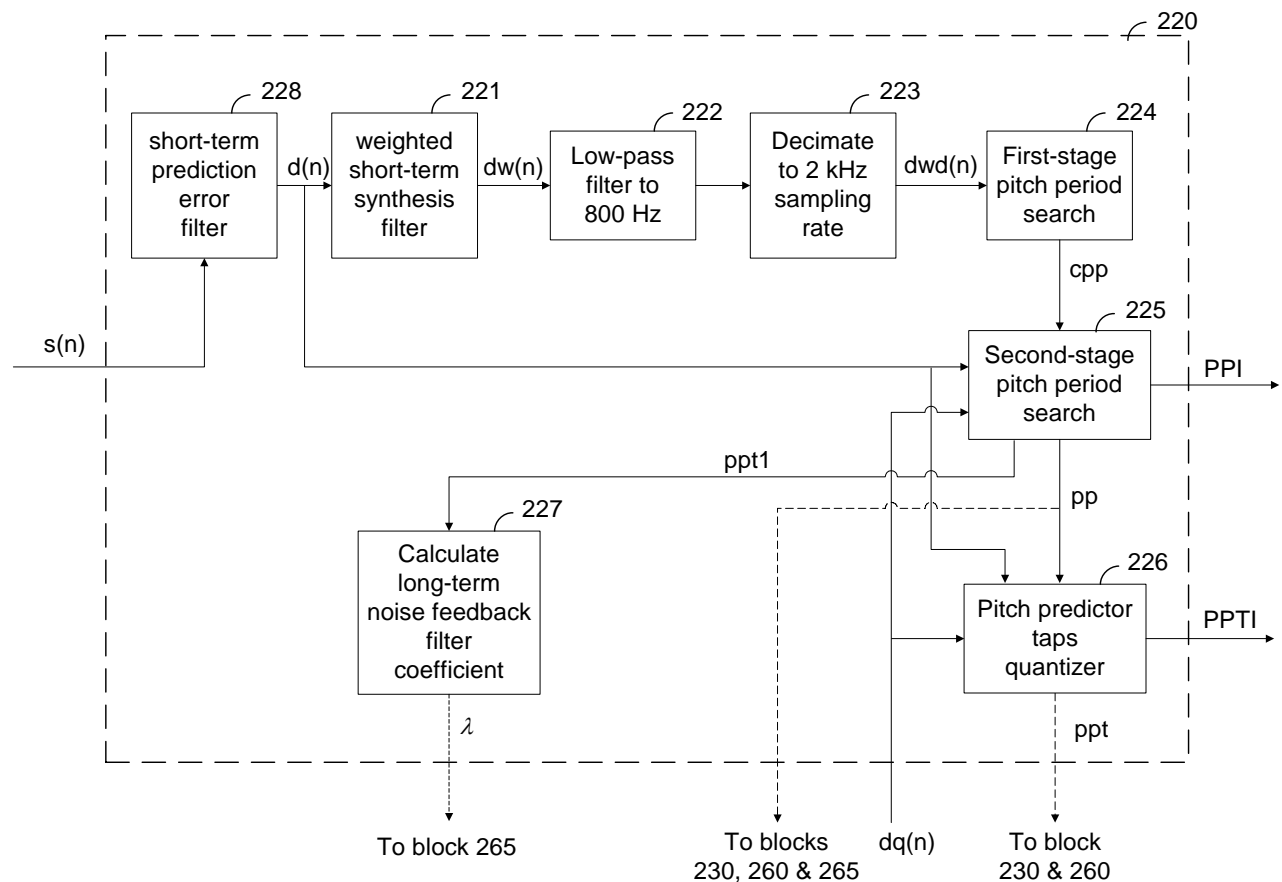 220
228
221
222
223
224
short-term
prediction
error
filter
d(n)
weighted
short-term
synthesis
filter
dw(n)
Low-pass
filter to
800 Hz
Decimate
to 2 kHz
sampling
rate
dwd(n)
First-stage
pitch period
search
cpp
225
s(n)
Second-stage
pitch period
search
PPI
ppt1
pp
227
Calculate
long-term
noise feedback
filter
coefficient
226
Pitch predictor
taps
quantizer
PPTI
λ
ppt
To block 265
To blocks
230, 260 & 265
dq(n)
To block
230 & 260